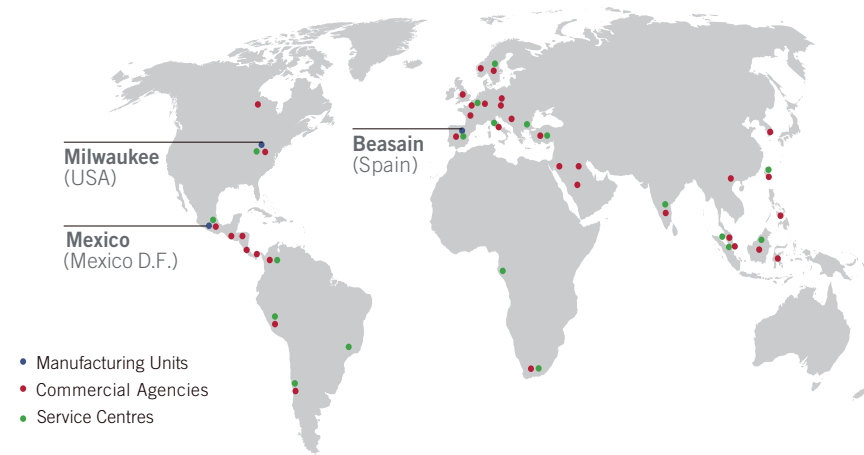 Milwaukee
(USA)
Beasain
(Spain)
Mexico
(Mexico D.F.)
Manufacturing Units
Commercial Agencies
Service Centres